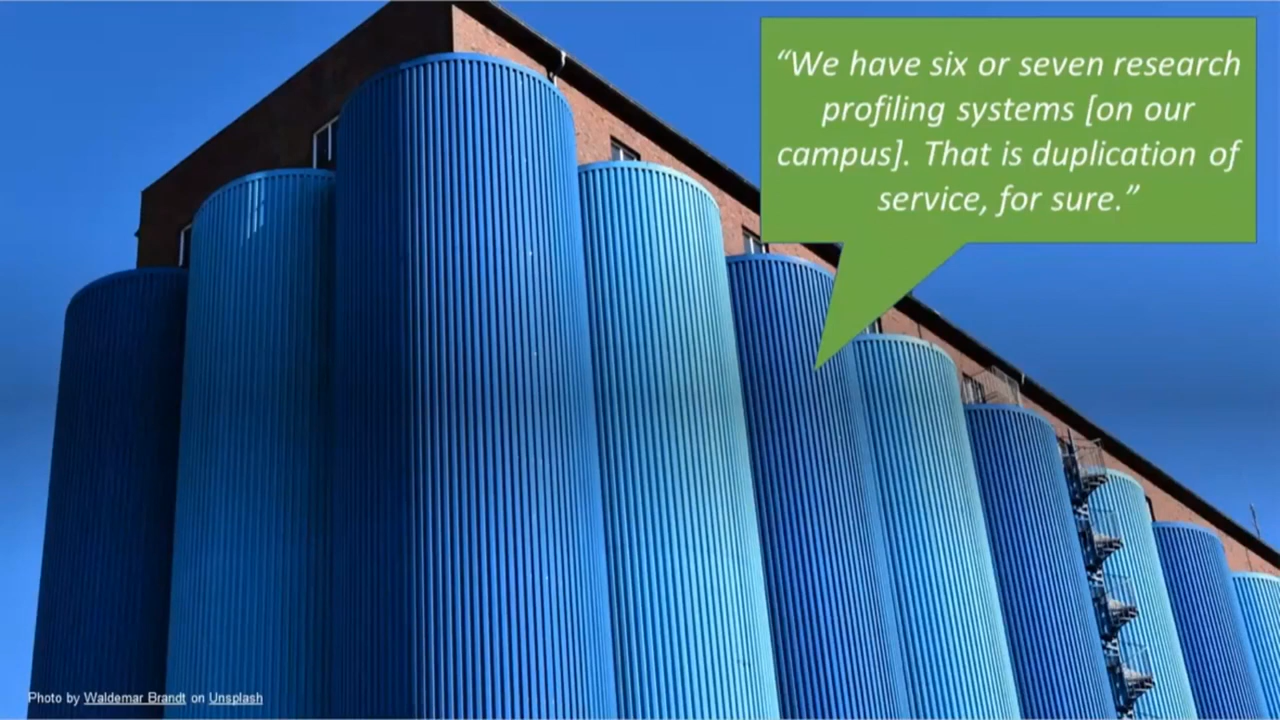 “We have six or seven research
profiling systems [on our
campus]. That is duplication of
service, for sure.”
Photo by Waldemar Brandt on Unsplash